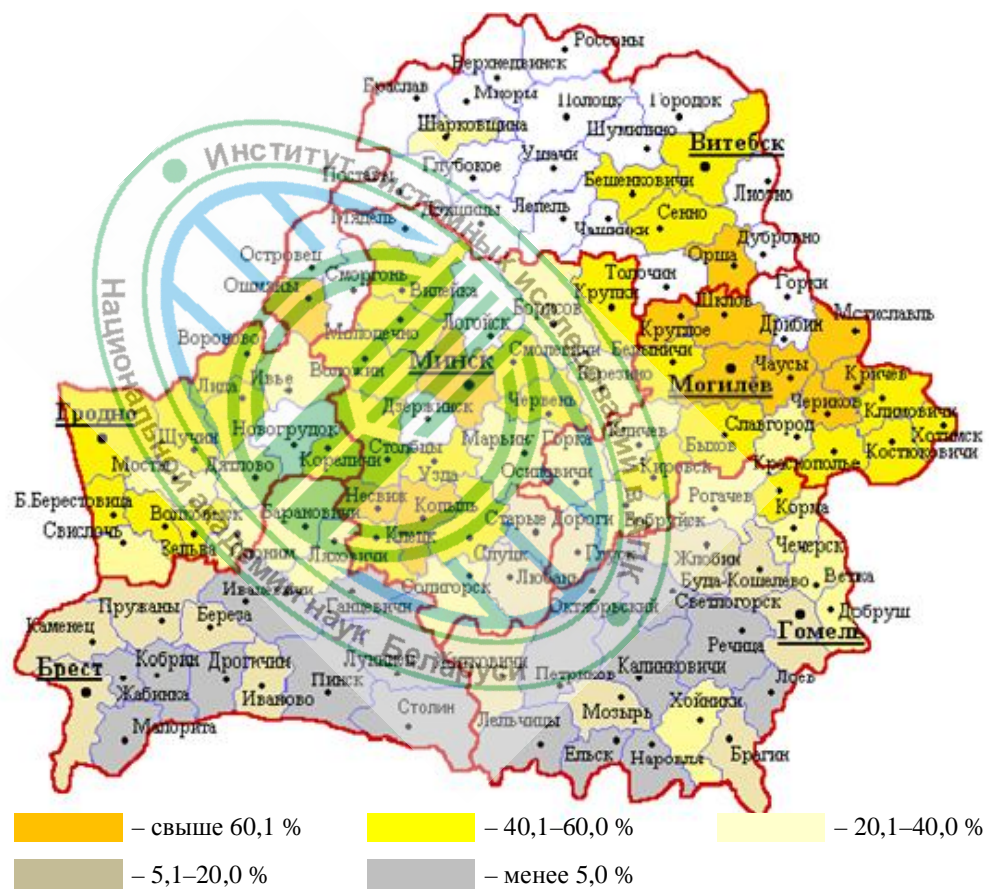 Россоны
Верхнедвинск
Браслав
Миоры
Полоцк
Городок
Шарковщина
Шумилино
Витебск
Глубокое
Ушачи
Бешенковичи
Поставы
Лиозно
Докшицы
Лепель
Сенно
Мядель
Чашники
Дубровно
Островец
Орша
Сморгонь
Толочин
Ошмяны
Вилейка
Крупки
Горки
Борисов
Шклов
Мстиславль
Логойск
Круглое
Дрибин
Вороново
Молодечно
Смолевичи
Белыничи
Минск
Чаусы
Ивье
Воложин
Березино
Могилёв
Кричев
Лида
Гродно
Дзержинск
Червень
Чериков
Климовичи
Новогрудок
Славгород
Хотимск
Щучин
Столбцы
Марьина Горка
Кличев
Быхов
Костюковичи
Мосты
Дятлово
Кореличи
Узда
Осиповичи
Кировск
Краснополье
Б.Берестовица
Несвиж
Копыль
Рогачев
Корма
Волковыск
Барановичи
Старые Дороги
Бобруйск
Свислочь
Чечерск
Зельва
Слоним
Ляховичи
Клецк
Слуцк
Глуск
Жлобин
Любань
Буда-Кошелево
Ветка
Солигорск
Ивацевичи
Ганцевичи
Октябрьский
Светлогорск
Добруш
Пружаны
Береза
Гомель
Каменец
Речица
Брест
Кобрин
Дрогичин
Лунинец
Житковичи
Петриков
Калинковичи
Лоев
Жабинка
Иваново
Пинск
Хойники
Столин
Мозырь
Малорита
Лельчицы
Ельск
Наровля
Брагин
Институт системных исследований в АПК
Национальной академии наук Беларуси
– свыше 60,1 %
– 40,1–60,0 %
– 20,1–40,0 %
– 5,1–20,0 %
– менее 5,0 %